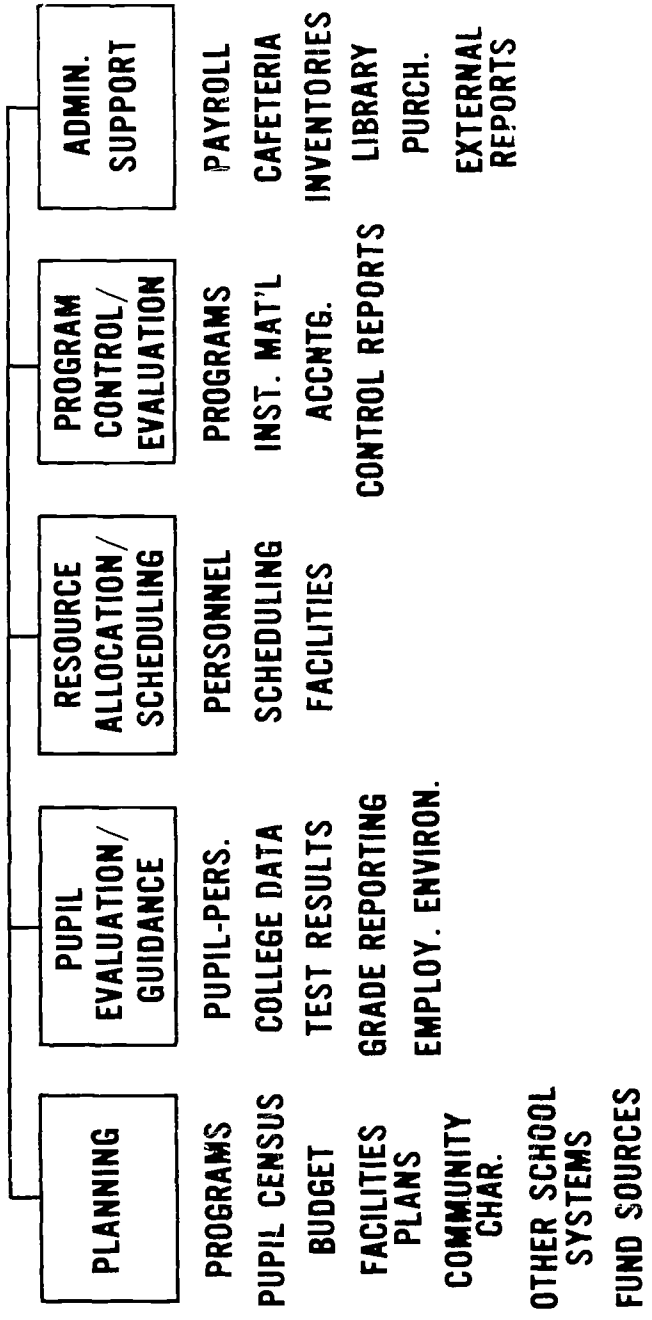 PLANNING
PROGRAMS
PUPIL CENSUS
BUDGET
FACILITIES
PLANS
COMMUNITY
CHAR.
OTHER SCHOOL
SYSTEMS
FUND SOURCES
PUPIL
EVALUATION/
GUIDANCE
PUPIL-PERS.
COLLEGE DATA
TEST RESULTS
GRADE REPORTING
EMPLOY. ENVIRON.
RESOURCE
ALLOCATION/
SCHEDULING
PERSONNEL
SCHEDULING
FACILITIES
PROGRAM
CONTROL/
EVALUATION
PROGRAMS
INST. MAT'L
ACCNTG.
CONTROL REPORTS
ADMIN.
SUPPORT
PAYROLL
CAFETERIA
INVENTORIES
LIBRARY
PURCH.
EXTERNAL
REPORTS